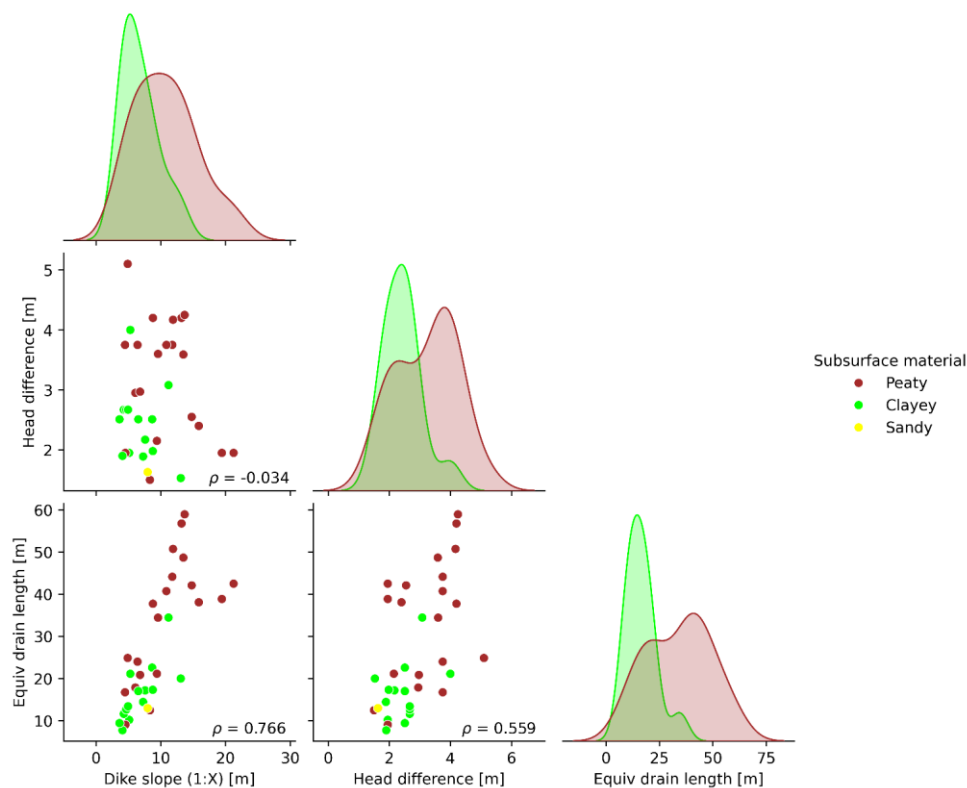 5
4
3
2
Head difference [m]
ρ = -0.034
Subsurface material
Peaty
Clayey
Sandy
60
50
40
30
20
10
Equiv drain length [m]
ρ = 0.766
ρ = 0.559
0 10 20 30
0 2 4 6
0 25 50 75
Dike slope (1:X) [m]
Head difference [m]
Equiv drain length [m]